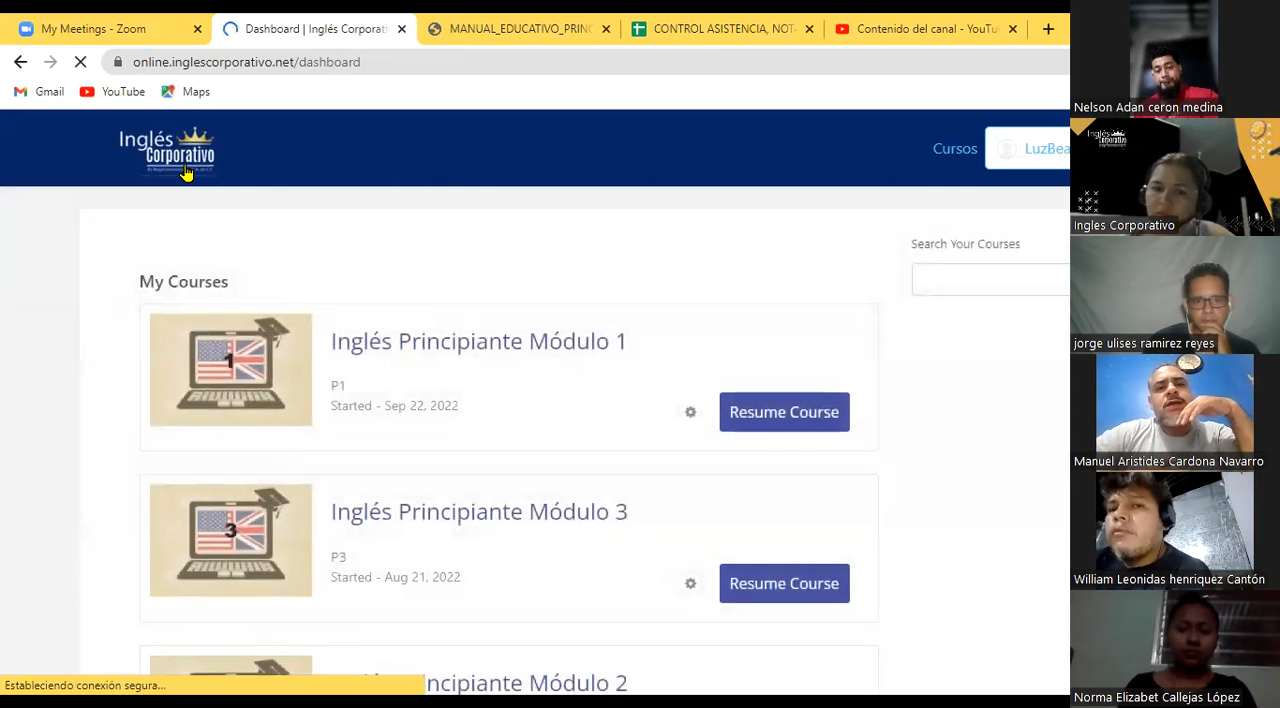 My Meetings - Zoom
Dashboard | Inglés Corporati
MANUAL_EDUCATIVO_PRINC
CONTROL ASISTENCIA, NOT
Contenido del canal - YouTu
online.inglescorporativo.net/dashboard
Gmail
YouTube
Maps
Inglés
Corporativo
Cursos
LuzBea
Search Your Courses
My Courses
1
Inglés Principiante Módulo 1
P1
Started - Sep 22, 2022
Resume Course
3
Inglés Principiante Módulo 3
P3
Started - Aug 21, 2022
Resume Course
ncipiante Módulo 2
Estableciendo conexión segura...
Nelson Adan ceron medina
Inglés
Corporativo
Ingles Corporativo
jorge ulises ramirez reyes
Manuel Aristides Cardona Navarro
William Leonidas henriquez Cantón
Norma Elizabet Callejas López